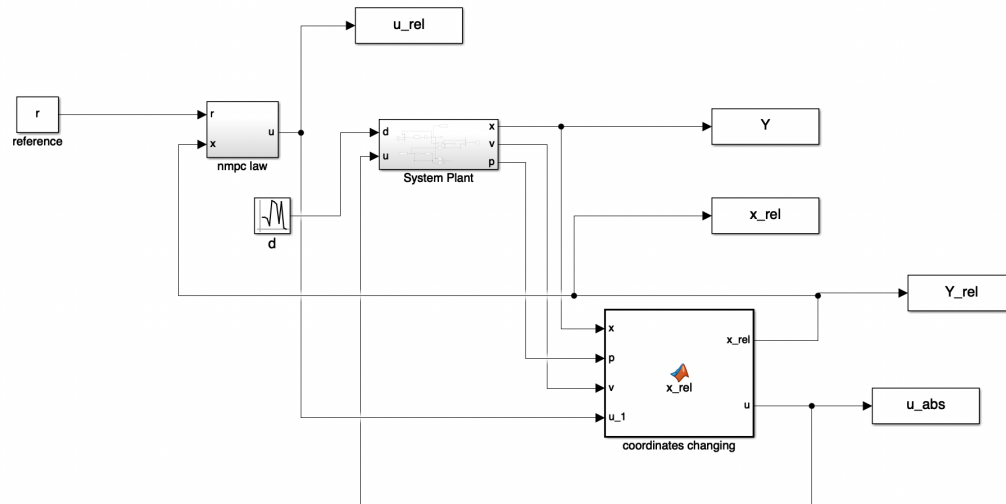 u_rel
r
reference
r
x
u
nmpc law
d
d
u
x
v
p
System Plant
Y
x_rel
Y_rel
x
p
v
u_1
x_rel
x_rel
u
coordinates changing
u_abs